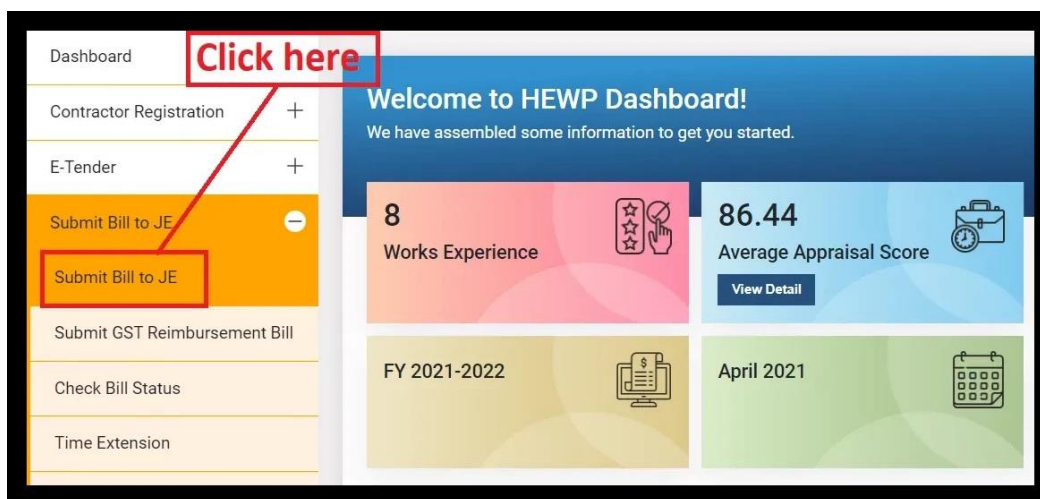 Dashboard
Click here
Contractor Registration
E-Tender
Submit Bill to JE
Submit Bill to JE
Submit GST Reimbursement Bill
Check Bill Status
Time Extension
Welcome to HEWP Dashboard!
We have assembled some information to get you started.
8
Works Experience
86.44
Average Appraisal Score
View Detail
FY 2021-2022
April 2021